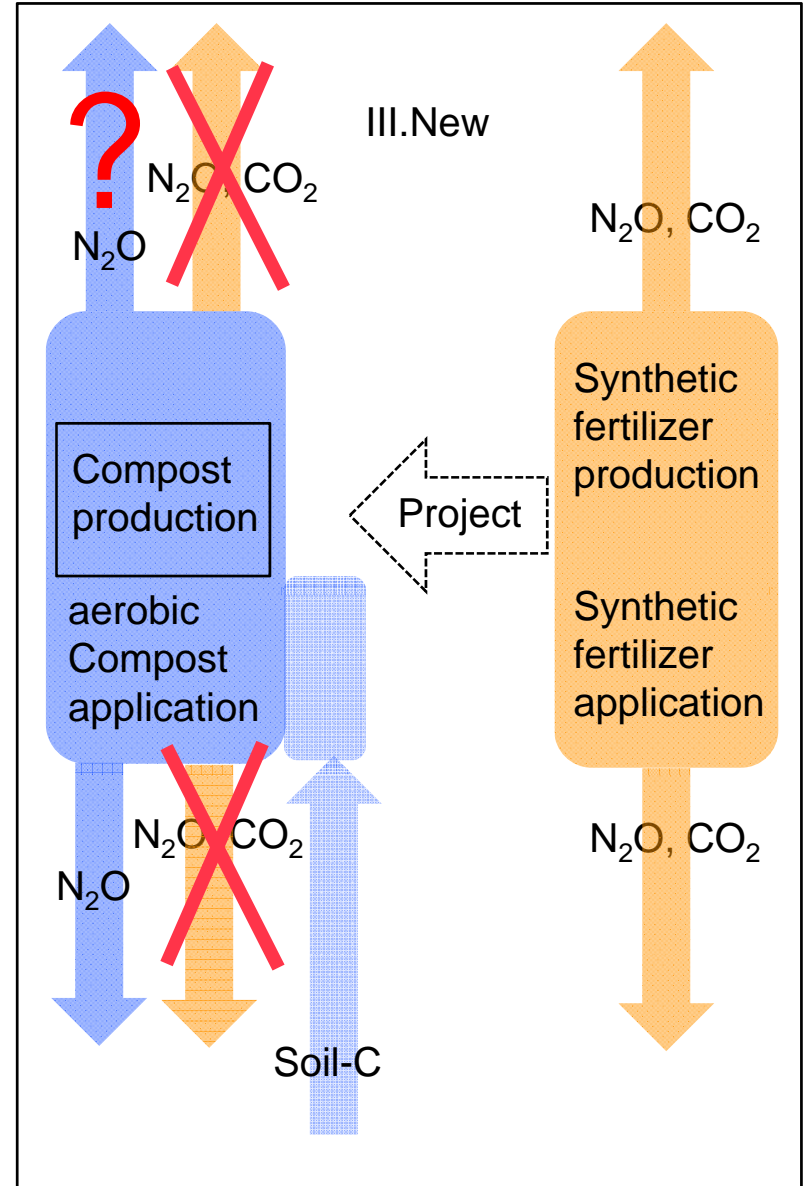 III.New
?
N₂O, CO₂
N₂O
N₂O, CO₂
Compost
production
aerobic
Compost
application
Project
Synthetic
fertilizer
production
Synthetic
fertilizer
application
N₂O, CO₂
N₂O
N₂O, CO₂
Soil-C